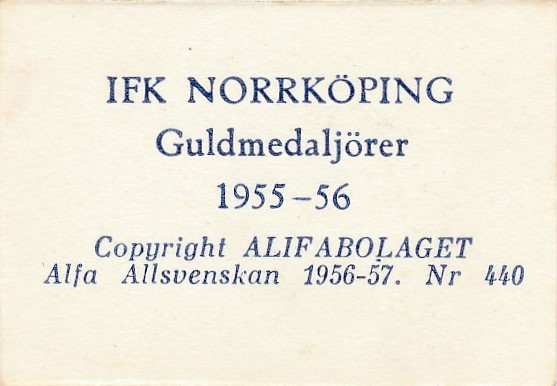 IFK NORRKÖPING
Guldmedaljörer
1955–56
Copyright ALIFABOLAGET
Alfa Allsvenskan 1956-57. Nr 440